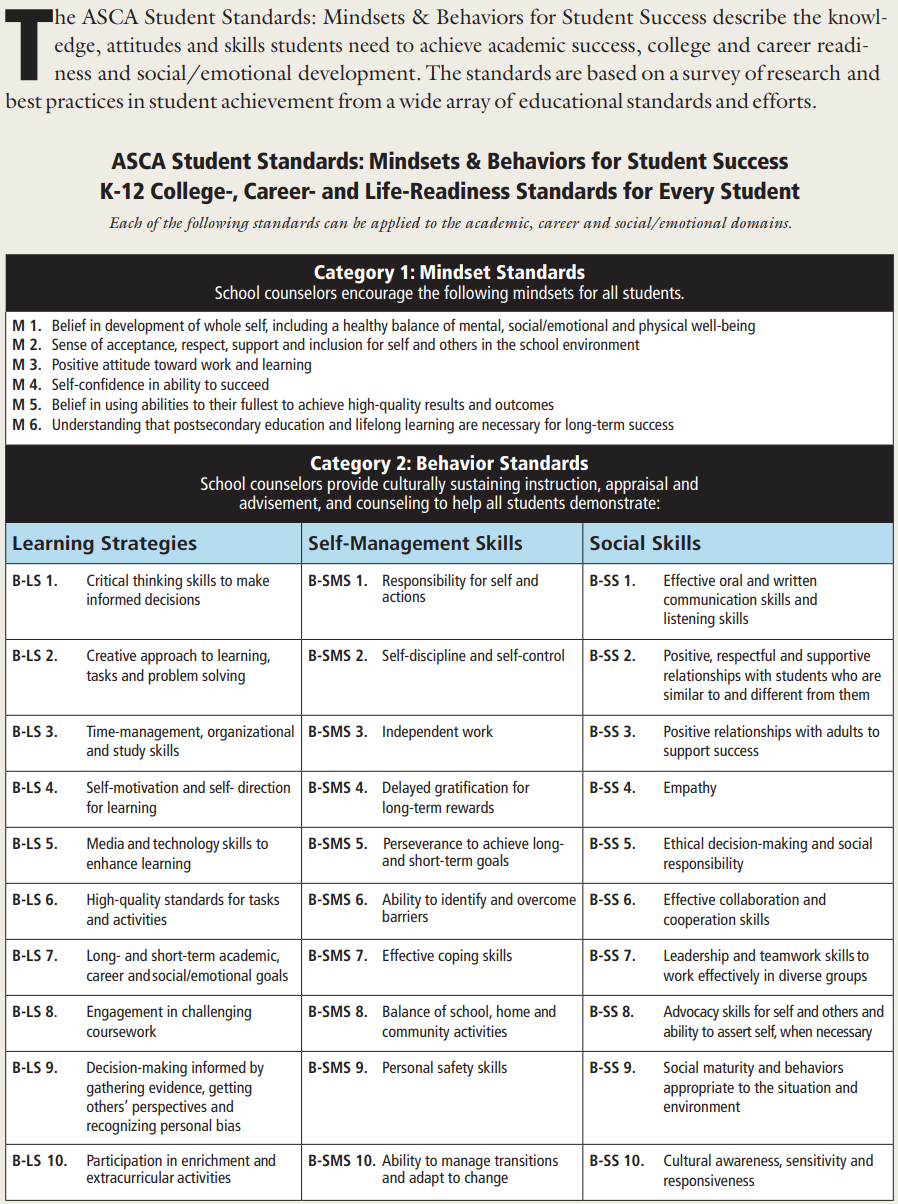 The ASCA Student Standards: Mindsets & Behaviors for Student Success describe the knowl-
edge, attitudes and skills students need to achieve academic success, college and career readi-
ness and social/emotional development. The standards are based on a survey of research and
best practices in student achievement from a wide array of educational standards and efforts.
ASCA Student Standards: Mindsets & Behaviors for Student Success
K-12 College-, Career- and Life-Readiness Standards for Every Student
Each of the following standards can be applied to the academic, career and social/emotional domains.
Category 1: Mindset Standards
School counselors encourage the following mindsets for all students.
M 1. Belief in development of whole self, including a healthy balance of mental, social/emotional and physical well-being
M 2. Sense of acceptance, respect, support and inclusion for self and others in the school environment
M 3. Positive attitude toward work and learning
M 4. Self-confidence in ability to succeed
M 5. Belief in using abilities to their fullest to achieve high-quality results and outcomes
M 6. Understanding that postsecondary education and lifelong learning are necessary for long-term success
Category 2: Behavior Standards
School counselors provide culturally sustaining instruction, appraisal and
advisement, and counseling to help all students demonstrate:
Learning Strategies
Self-Management Skills
Social Skills
B-LS 1. Critical thinking skills to make
informed decisions
B-SMS 1. Responsibility for self and
actions
B-SS 1. Effective oral and written
communication skills and
listening skills
B-LS 2. Creative approach to learning,
tasks and problem solving
B-SMS 2. Self-discipline and self-control
B-SS 2. Positive, respectful and supportive
relationships with students who are
similar to and different from them
B-LS 3. Time-management, organizational
and study skills
B-SMS 3. Independent work
B-SS 3. Positive relationships with adults to
support success
B-LS 4. Self-motivation and self- direction
for learning
B-SMS 4. Delayed gratification for
long-term rewards
B-SS 4. Empathy
B-LS 5. Media and technology skills to
enhance learning
B-SMS 5. Perseverance to achieve long-
and short-term goals
B-SS 5. Ethical decision-making and social
responsibility
B-LS 6. High-quality standards for tasks
and activities
B-SMS 6. Ability to identify and overcome
barriers
B-SS 6. Effective collaboration and
cooperation skills
B-LS 7. Long- and short-term academic,
career and social/emotional goals
B-SMS 7. Effective coping skills
B-SS 7. Leadership and teamwork skills to
work effectively in diverse groups
B-LS 8. Engagement in challenging
coursework
B-SMS 8. Balance of school, home and
community activities
B-SS 8. Advocacy skills for self and others and
ability to assert self, when necessary
B-LS 9. Decision-making informed by
gathering evidence, getting
others' perspectives and
recognizing personal bias
B-SMS 9. Personal safety skills
B-SS 9. Social maturity and behaviors
appropriate to the situation and
environment
B-LS 10. Participation in enrichment and
extracurricular activities
B-SMS 10. Ability to manage transitions
and adapt to change
B-SS 10. Cultural awareness, sensitivity and
responsiveness